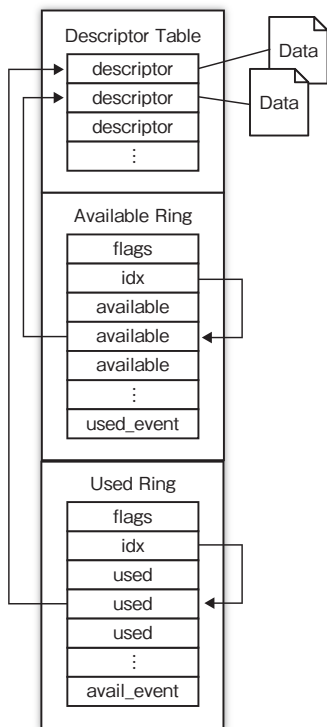 Descriptor Table
descriptor
descriptor
descriptor
⋮
Data
Data
Available Ring
flags
idx
available
available
available
⋮
used_event
Used Ring
flags
idx
used
used
used
⋮
avail_event